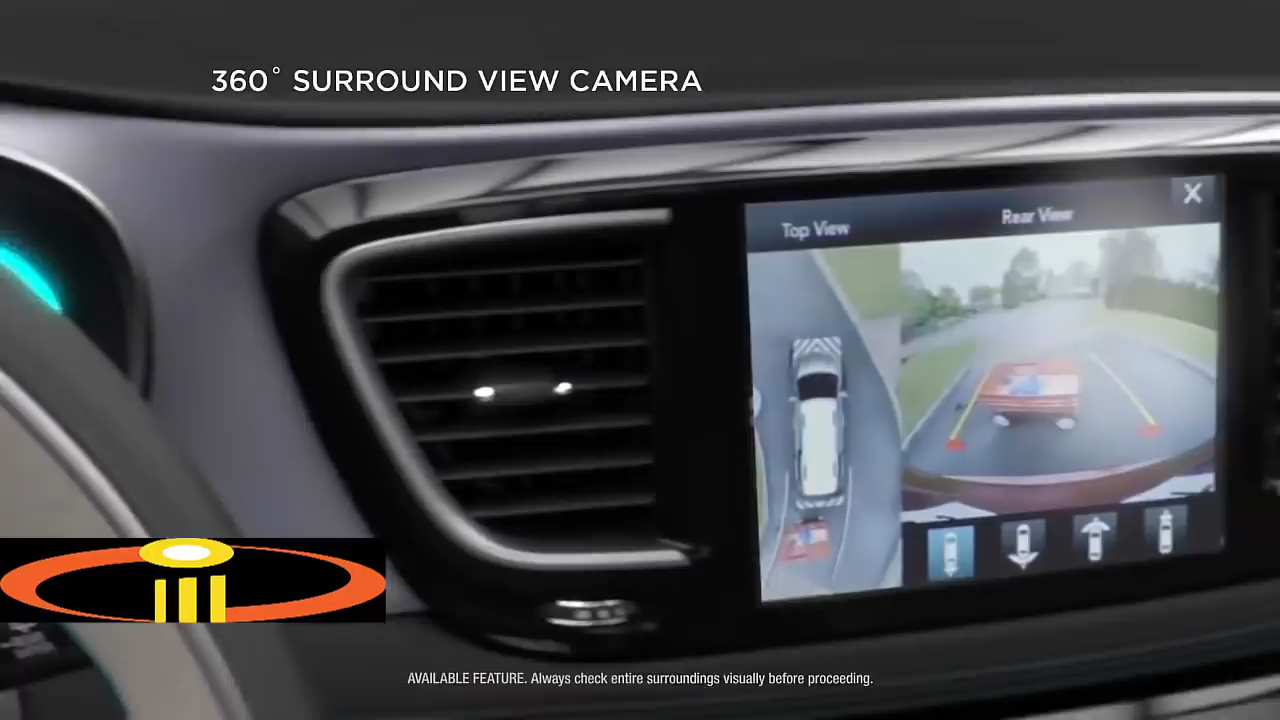 360° SURROUND VIEW CAMERA
Top View
Rear View
X
AVAILABLE FEATURE. Always check entire surroundings visually before proceeding.